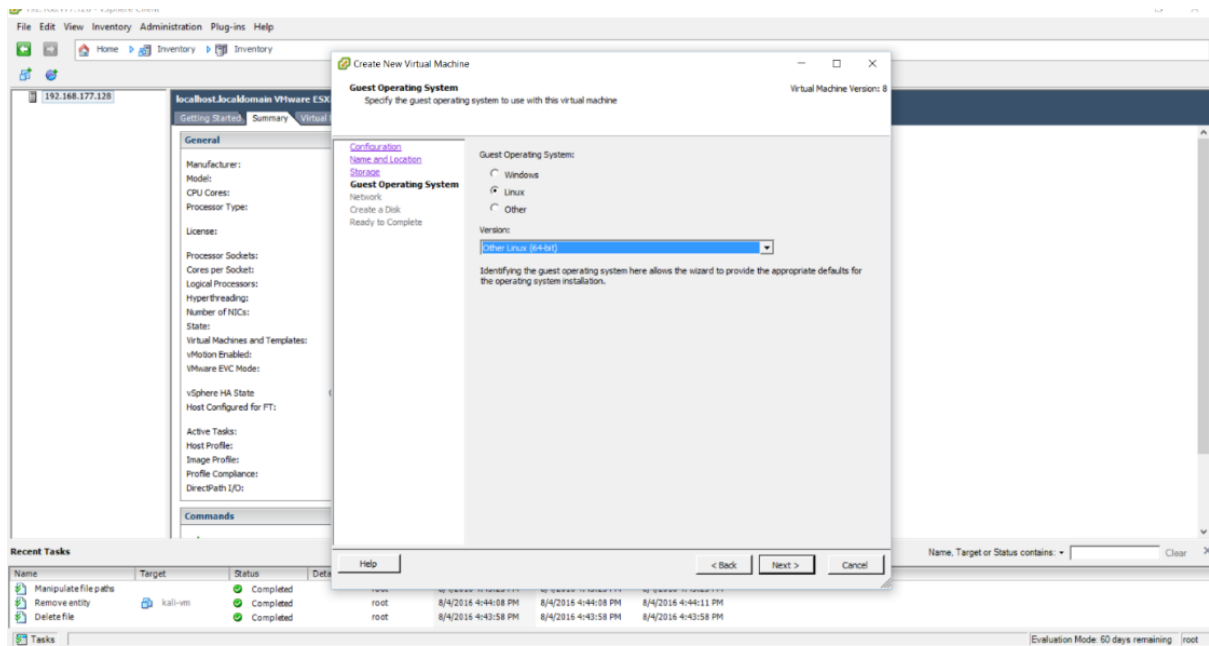 192.168.177.128 - vSphere Client
File Edit View Inventory Administration Plug-ins Help
Home Inventory Inventory
192.168.177.128
localhost.localdomain VMware ESX
Getting Started Summary Virtual
General
Manufacturer:
Model:
CPU Cores:
Processor Type:
License:
Processor Sockets:
Cores per Socket:
Logical Processors:
Hyperthreading:
Number of NICs:
State:
Virtual Machines and Templates:
vMotion Enabled:
VMware EVC Mode:
vSphere HA State
Host Configured for FT:
Active Tasks:
Host Profile:
Image Profile:
Profile Compliance:
DirectPath I/O:
Commands
Create New Virtual Machine
Guest Operating System
Virtual Machine Version: 8
Specify the guest operating system to use with this virtual machine
Configuration
Name and Location
Storage
Guest Operating System
Network
Create a Disk
Ready to Complete
Guest Operating System:
Windows
Linux
Other
Version:
Other Linux (64-bit)
Identifying the guest operating system here allows the wizard to provide the appropriate defaults for
the operating system installation.
Help < Back Next > Cancel
Recent Tasks
Name, Target or Status contains: Clear
Name Target Status Deta
Manipulate file paths Completed root
Remove entity kali-vm Completed root 8/4/2016 4:44:08 PM 8/4/2016 4:44:08 PM 8/4/2016 4:44:11 PM
Delete file Completed root 8/4/2016 4:43:58 PM 8/4/2016 4:43:58 PM 8/4/2016 4:43:58 PM
Tasks Evaluation Mode: 60 days remaining root